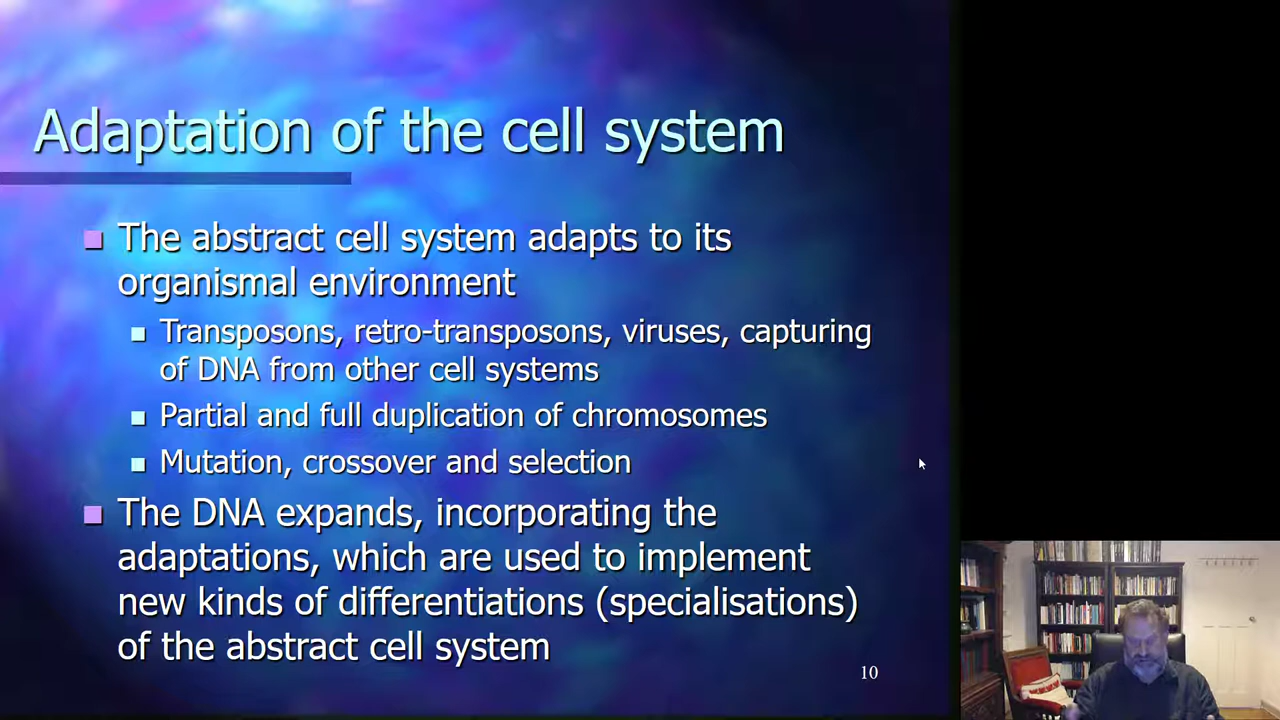 Adaptation of the cell system
The abstract cell system adapts to its
organismal environment
Transposons, retro-transposons, viruses, capturing
of DNA from other cell systems
Partial and full duplication of chromosomes
Mutation, crossover and selection
The DNA expands, incorporating the
adaptations, which are used to implement
new kinds of differentiations (specialisations)
of the abstract cell system
10